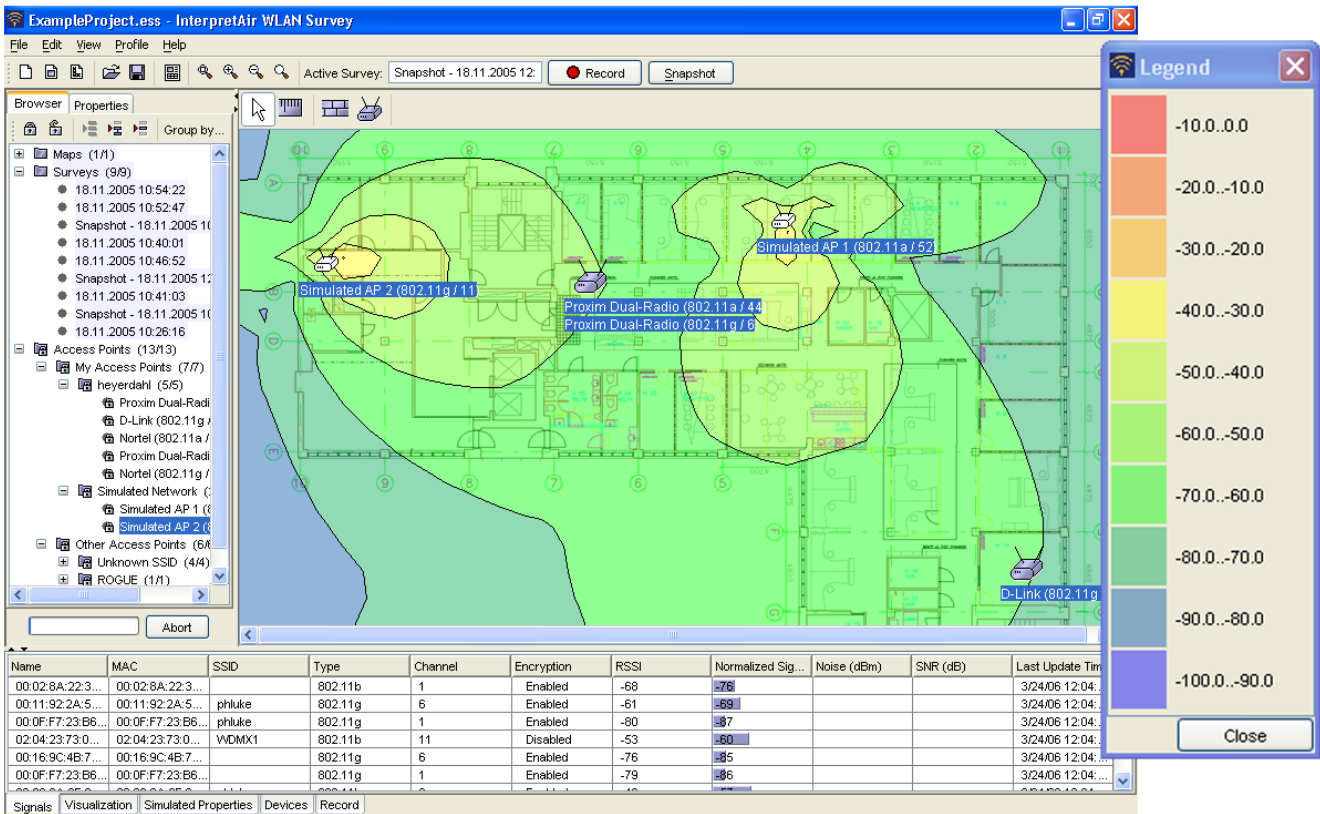 ExampleProject.ess - InterpretAir WLAN Survey
File Edit View Profile Help
Active Survey: Snapshot - 18.11.2005 12: Record Snapshot
Browser Properties
Group by...
Maps (1/1)
Surveys (9/9)
18.11.2005 10:54:22
18.11.2005 10:52:47
Snapshot - 18.11.2005 10
18.11.2005 10:40:01
18.11.2005 10:46:52
Snapshot - 18.11.2005 12
18.11.2005 10:41:03
Snapshot - 18.11.2005 10
18.11.2005 10:26:16
Access Points (13/13)
My Access Points (7/7)
heyerdahl (5/5)
Proxim Dual-Radi
D-Link (802.11g /
Nortel (802.11a /
Proxim Dual-Radi
Nortel (802.11g /
Simulated Network (
Simulated AP 1 (
Simulated AP 2 (
Other Access Points (6/
Unknown SSID (4/4)
ROGUE (1/1)
Abort
Simulated AP 2 (802.11g / 11)
Proxim Dual-Radio (802.11a / 44
Proxim Dual-Radio (802.11g / 6)
Simulated AP 1 (802.11a / 52)
D-Link (802.11g
Name MAC SSID Type Channel Encryption RSSI Normalized Sig... Noise (dBm) SNR (dB) Last Update Tim
00:02:8A:22:3... 00:02:8A:22:3... 802.11b 1 Enabled -68 -76 3/24/06 12:04:...
00:11:92:2A:5... 00:11:92:2A:5... phluke 802.11g 6 Enabled -61 -69 3/24/06 12:04:...
00:0F:F7:23:B6... 00:0F:F7:23:B6... phluke 802.11g 1 Enabled -80 -87 3/24/06 12:04:...
02:04:23:73:0... 02:04:23:73:0... WDMX1 802.11b 11 Disabled -53 -60 3/24/06 12:04:...
00:16:9C:4B:7... 00:16:9C:4B:7... 802.11g 6 Enabled -76 -85 3/24/06 12:04:...
00:0F:F7:23:B6... 00:0F:F7:23:B6... 802.11g 1 Enabled -79 -86 3/24/06 12:04:...
Signals Visualization Simulated Properties Devices Record
Legend
-10.0..0.0
-20.0..-10.0
-30.0..-20.0
-40.0..-30.0
-50.0..-40.0
-60.0..-50.0
-70.0..-60.0
-80.0..-70.0
-90.0..-80.0
-100.0..-90.0
Close